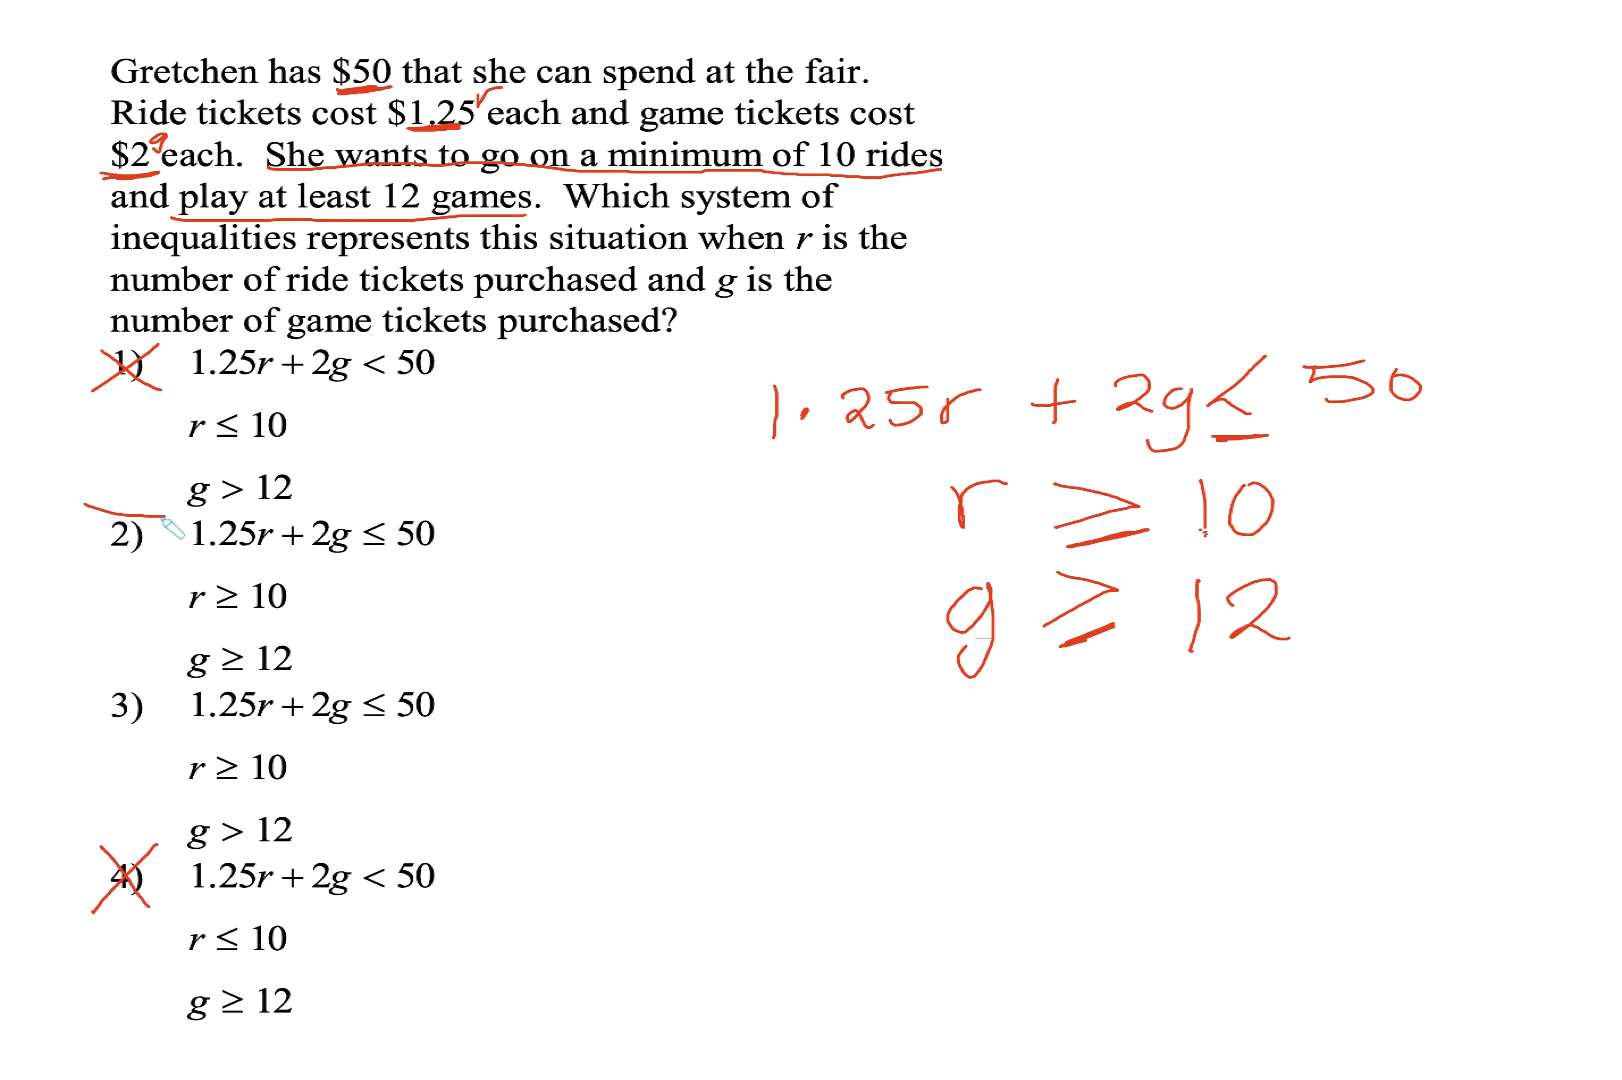 Gretchen has $50 that she can spend at the fair.
Ride tickets cost $1.25 r each and game tickets cost
$2 g each. She wants to go on a minimum of 10 rides
and play at least 12 games. Which system of
inequalities represents this situation when r is the
number of ride tickets purchased and g is the
number of game tickets purchased?
1) 1.25r + 2g < 50
r ≤ 10
g > 12
2) 1.25r + 2g ≤ 50
r ≥ 10
g ≥ 12
3) 1.25r + 2g ≤ 50
r ≥ 10
g > 12
4) 1.25r + 2g < 50
r ≤ 10
g ≥ 12
1.25r + 2g ≤ 50
r ≥ 10
g ≥ 12